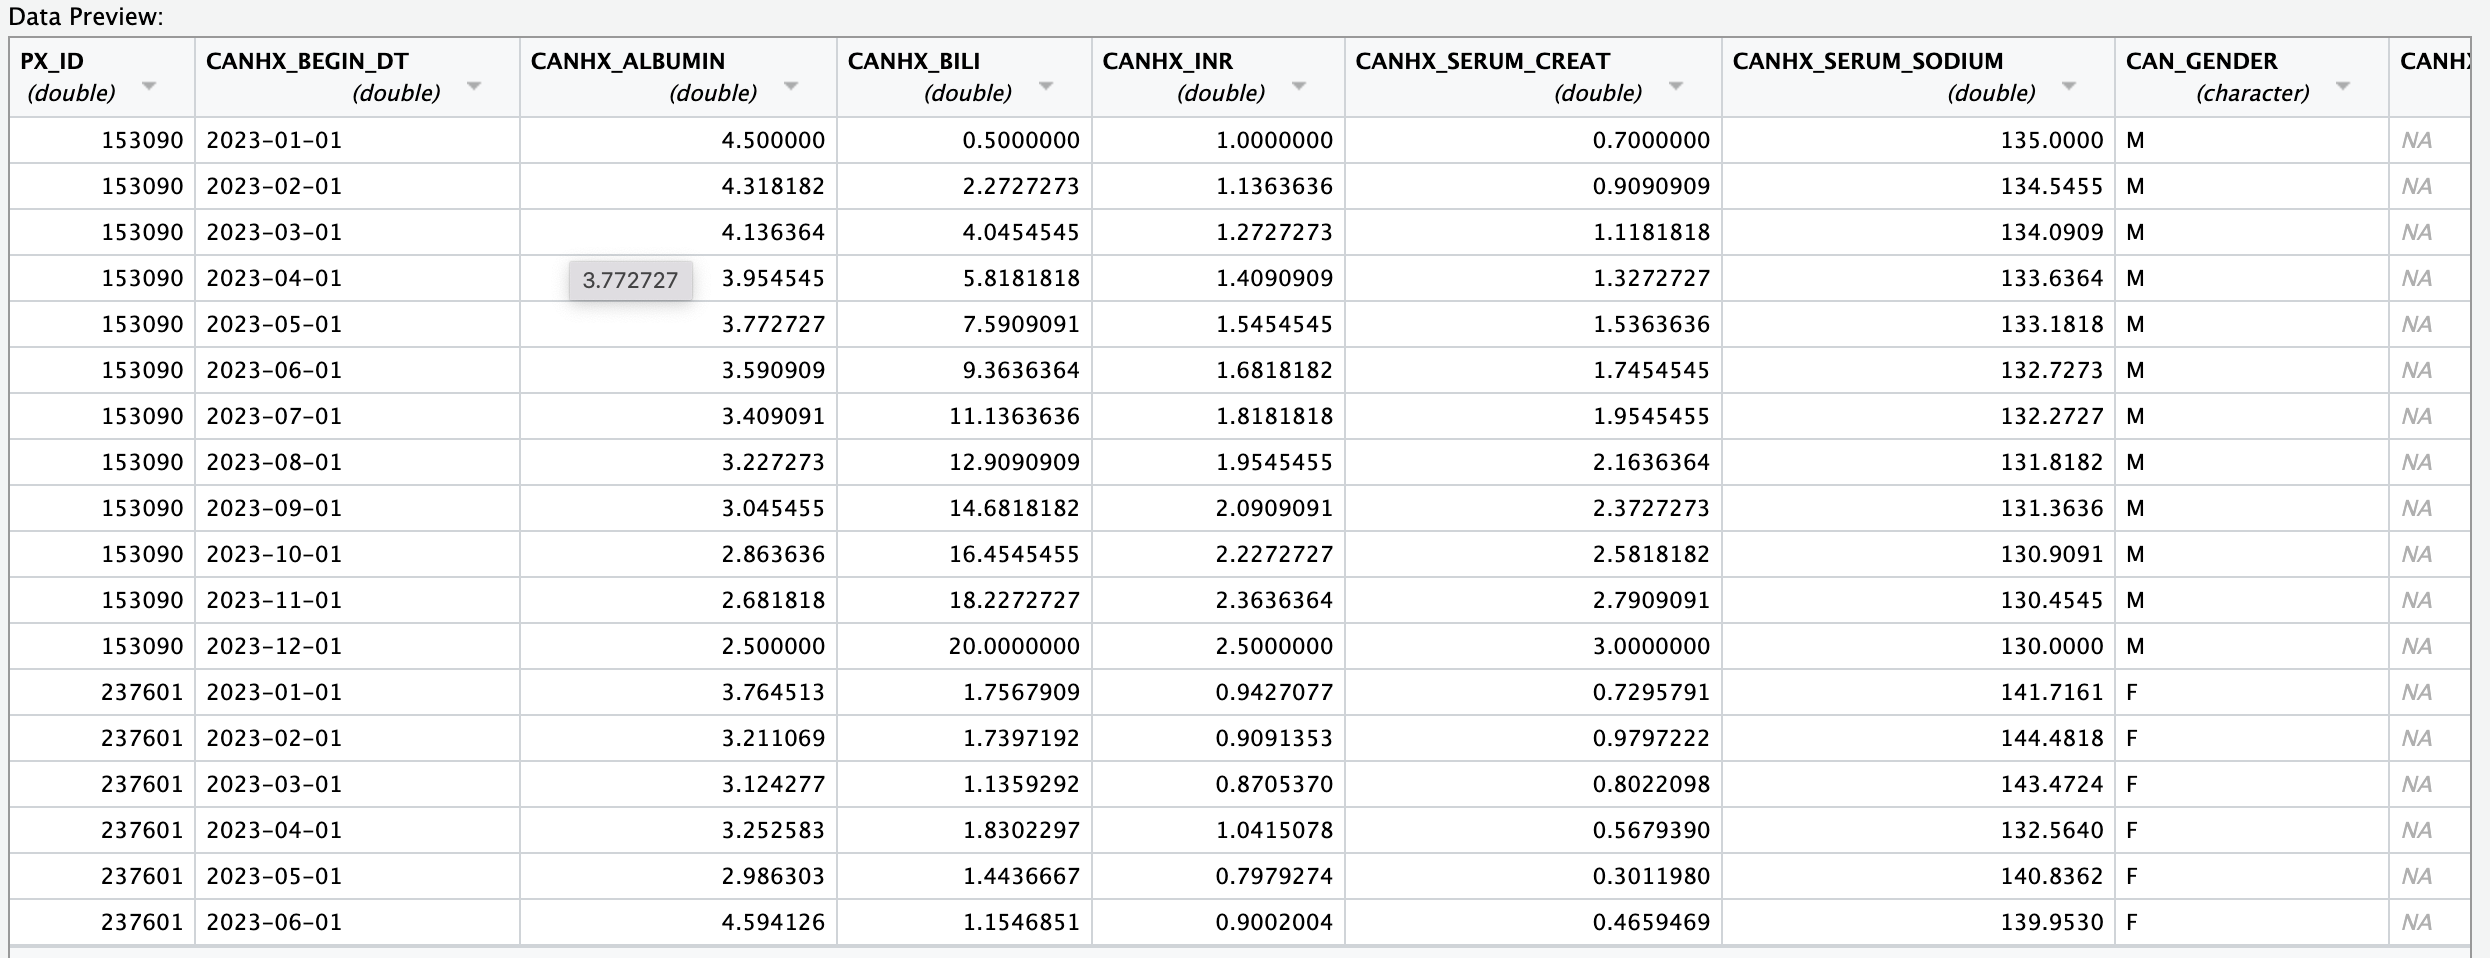 Data Preview:
PX_ID CANHX_BEGIN_DT CANHX_ALBUMIN CANHX_BILI CANHX_INR CANHX_SERUM_CREAT CANHX_SERUM_SODIUM CAN_GENDER
(double) (double) (double) (double) (double) (double) (double) (character)
153090 2023-01-01 4.500000 0.5000000 1.0000000 0.7000000 135.0000 M NA
153090 2023-02-01 4.318182 2.2727273 1.1363636 0.9090909 134.5455 M NA
153090 2023-03-01 4.136364 4.0454545 1.2727273 1.1181818 134.0909 M NA
153090 2023-04-01 3.772727 3.954545 5.8181818 1.4090909 1.3272727 133.6364 M NA
153090 2023-05-01 3.772727 7.5909091 1.5454545 1.5363636 133.1818 M NA
153090 2023-06-01 3.590909 9.3636364 1.6818182 1.7454545 132.7273 M NA
153090 2023-07-01 3.409091 11.1363636 1.8181818 1.9545455 132.2727 M NA
153090 2023-08-01 3.227273 12.9090909 1.9545455 2.1636364 131.8182 M NA
153090 2023-09-01 3.045455 14.6818182 2.0909091 2.3727273 131.3636 M NA
153090 2023-10-01 2.863636 16.4545455 2.2272727 2.5818182 130.9091 M NA
153090 2023-11-01 2.681818 18.2272727 2.3636364 2.7909091 130.4545 M NA
153090 2023-12-01 2.500000 20.0000000 2.5000000 3.0000000 130.0000 M NA
237601 2023-01-01 3.764513 1.7567909 0.9427077 0.7295791 141.7161 F NA
237601 2023-02-01 3.211069 1.7397192 0.9091353 0.9797222 144.4818 F NA
237601 2023-03-01 3.124277 1.1359292 0.8705370 0.8022098 143.4724 F NA
237601 2023-04-01 3.252583 1.8302297 1.0415078 0.5679390 132.5640 F NA
237601 2023-05-01 2.986303 1.4436667 0.7979274 0.3011980 140.8362 F NA
237601 2023-06-01 4.594126 1.1546851 0.9002004 0.4659469 139.9530 F NA